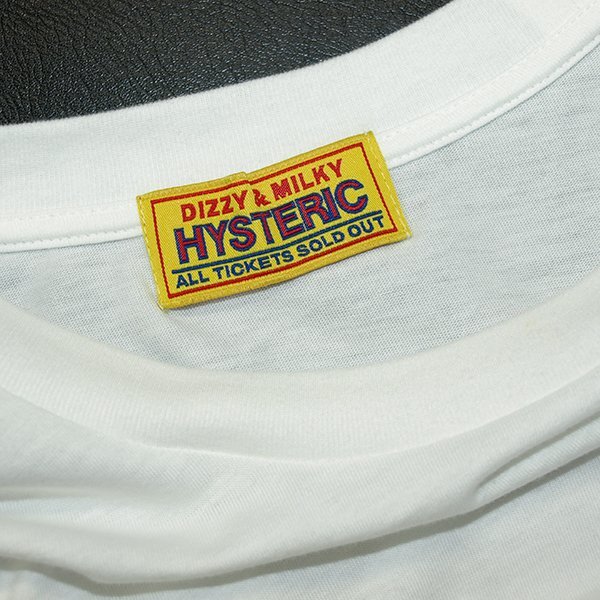 DIZZY & MILKY
HYSTERIC
ALL TICKETS SOLD OUT